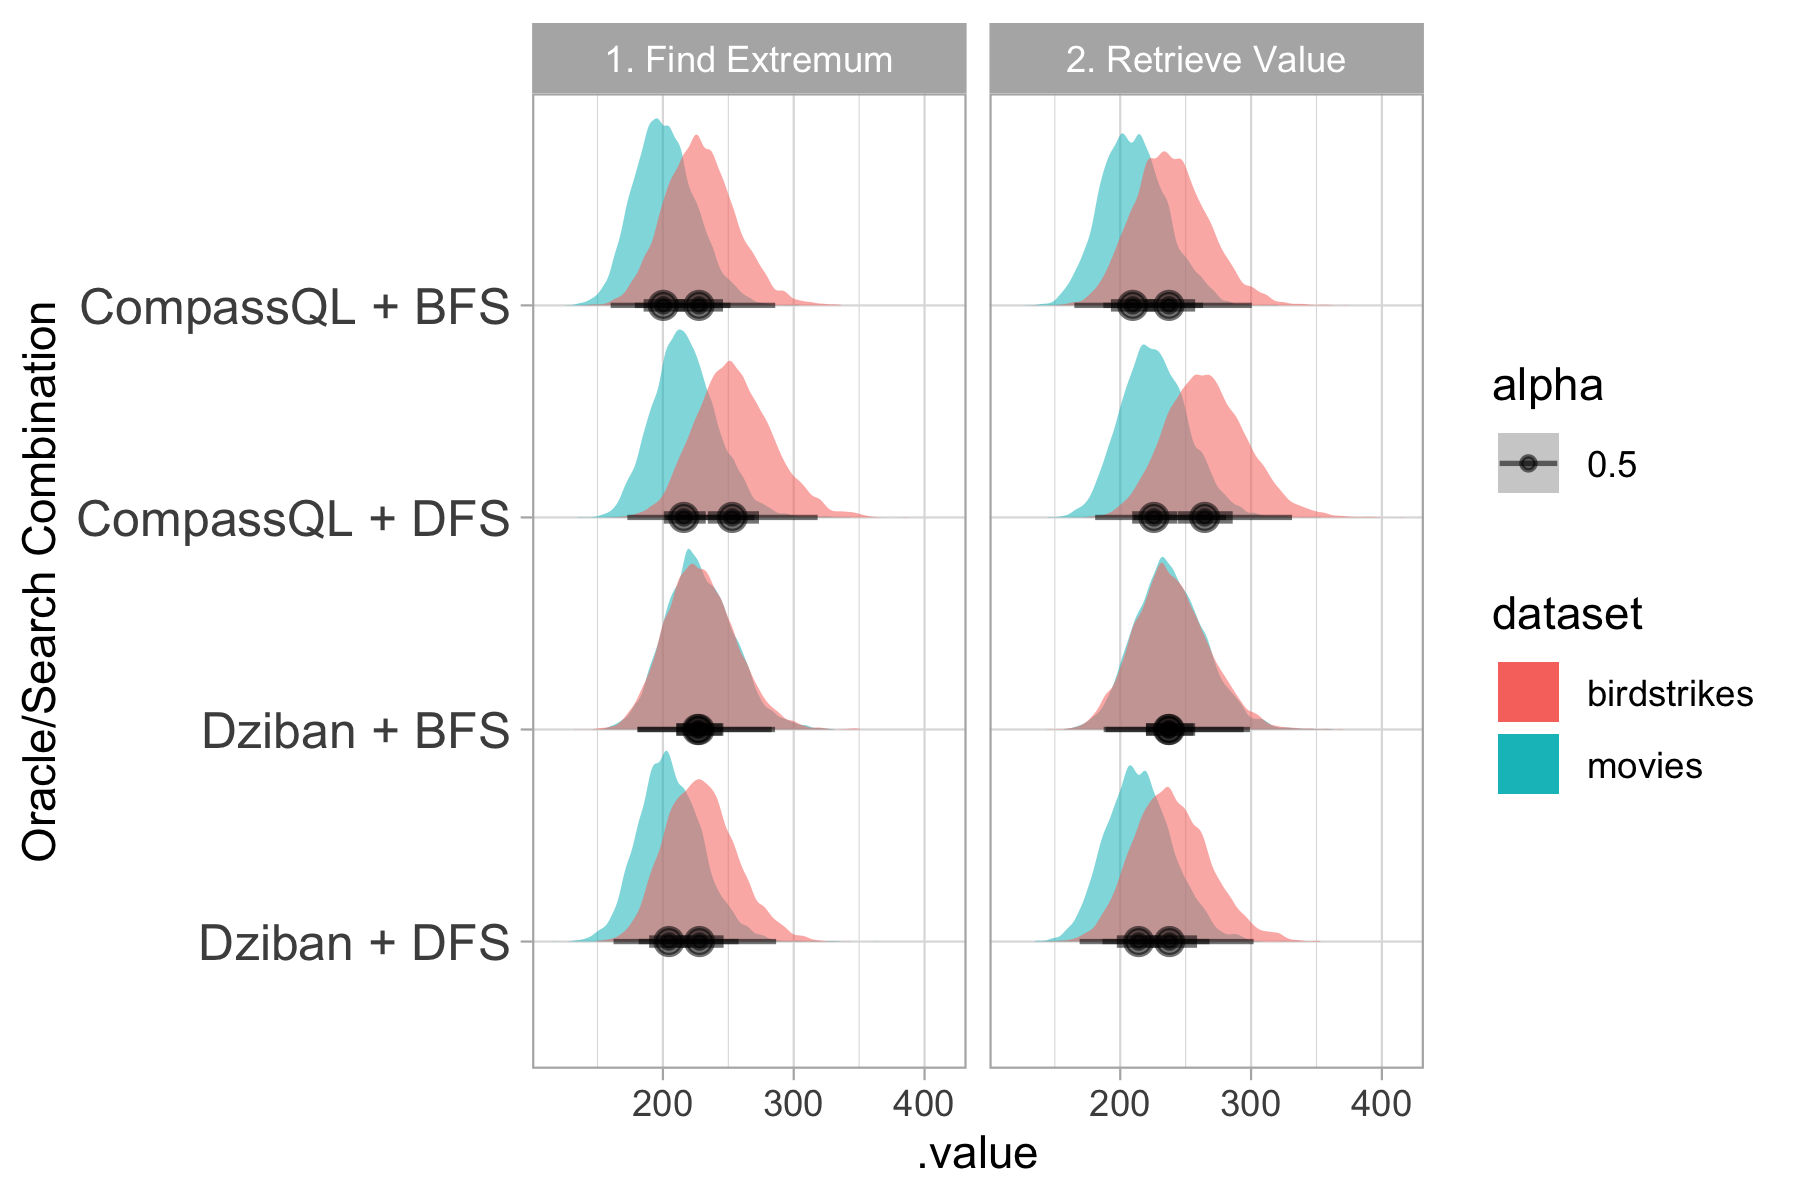 1. Find Extremum
2. Retrieve Value
Oracle/Search Combination
CompassQL + BFS
CompassQL + DFS
Dziban + BFS
Dziban + DFS
200 300 400
200 300 400
.value
alpha
0.5
dataset
birdstrikes
movies